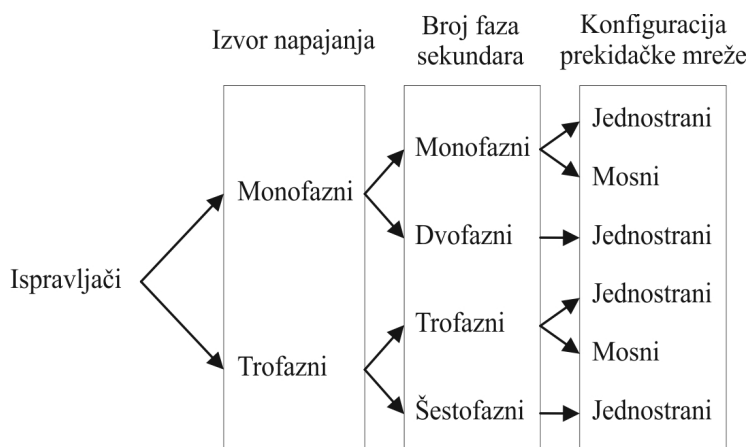 Izvor napajanja
Broj faza
sekundara
Konfiguracija
prekidačke mreže
Ispravljači
Monofazni
Trofazni
Monofazni
Dvofazni
Trofazni
Šestofazni
Jednostrani
Mosni
Jednostrani
Jednostrani
Mosni
Jednostrani